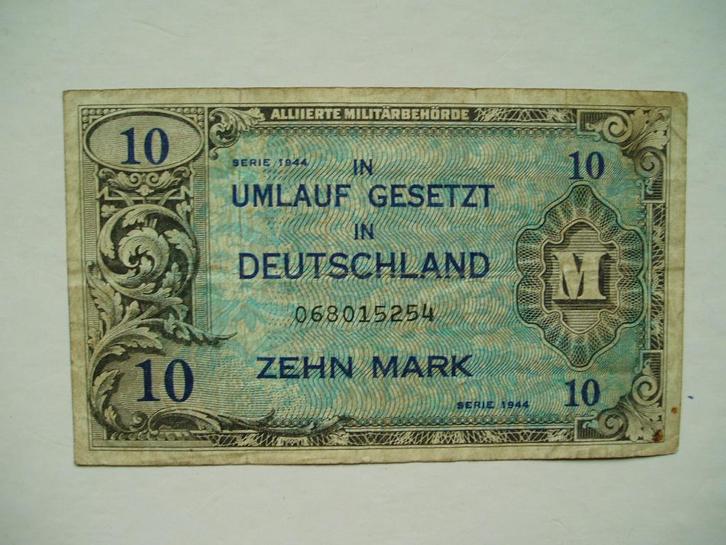 ALLIIERTE MILITÄRBEHÖRDE
10
SERIE 1944
10
IN
UMLAUF GESETZT
IN
DEUTSCHLAND
M
068015254
10
ZEHN MARK
10
SERIE 1944